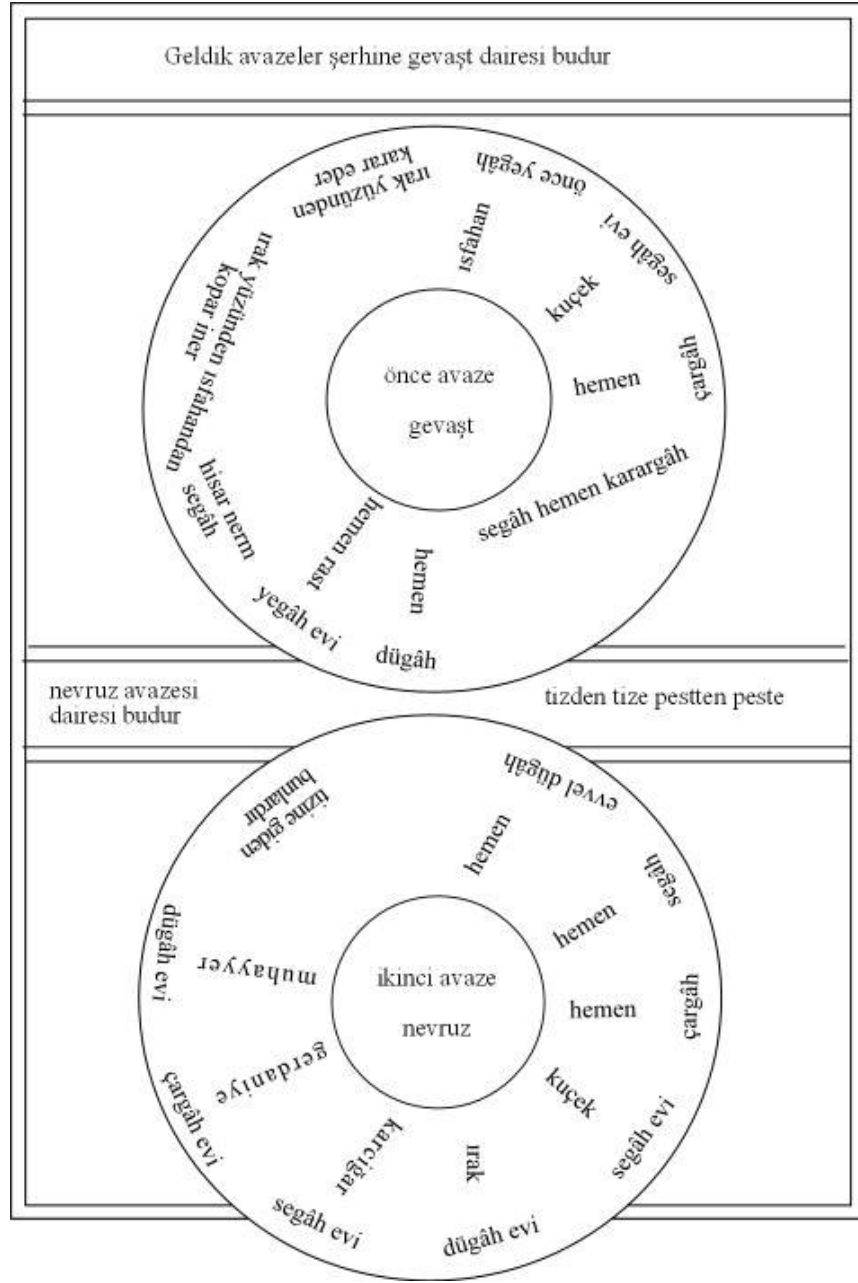 Geldik avazeler şerhine gevaşt dairesi budur
önce yegâh
ısfahan
segâh evi
kuçek
çargâh
hemen
segâh hemen karargâh
dügâh
hemen
yegâh evi
hemen rast
hisar nerm
segâh
ırak yüzünden ısfahandan
kopar iner
ırak yüzünden
karar eder
önce avaze
gevaşt
nevruz avazesi
dairesi budur
tizden tize pestten peste
evvel dügâh
hemen
segâh
hemen
çargâh
hemen
segâh evi
kuçek
dügâh evi
ırak
segâh evi
karcığar
çargâh evi
gerdaniye
dügâh evi
muhayyer
tizine giden
bunlardır
ikinci avaze
nevruz